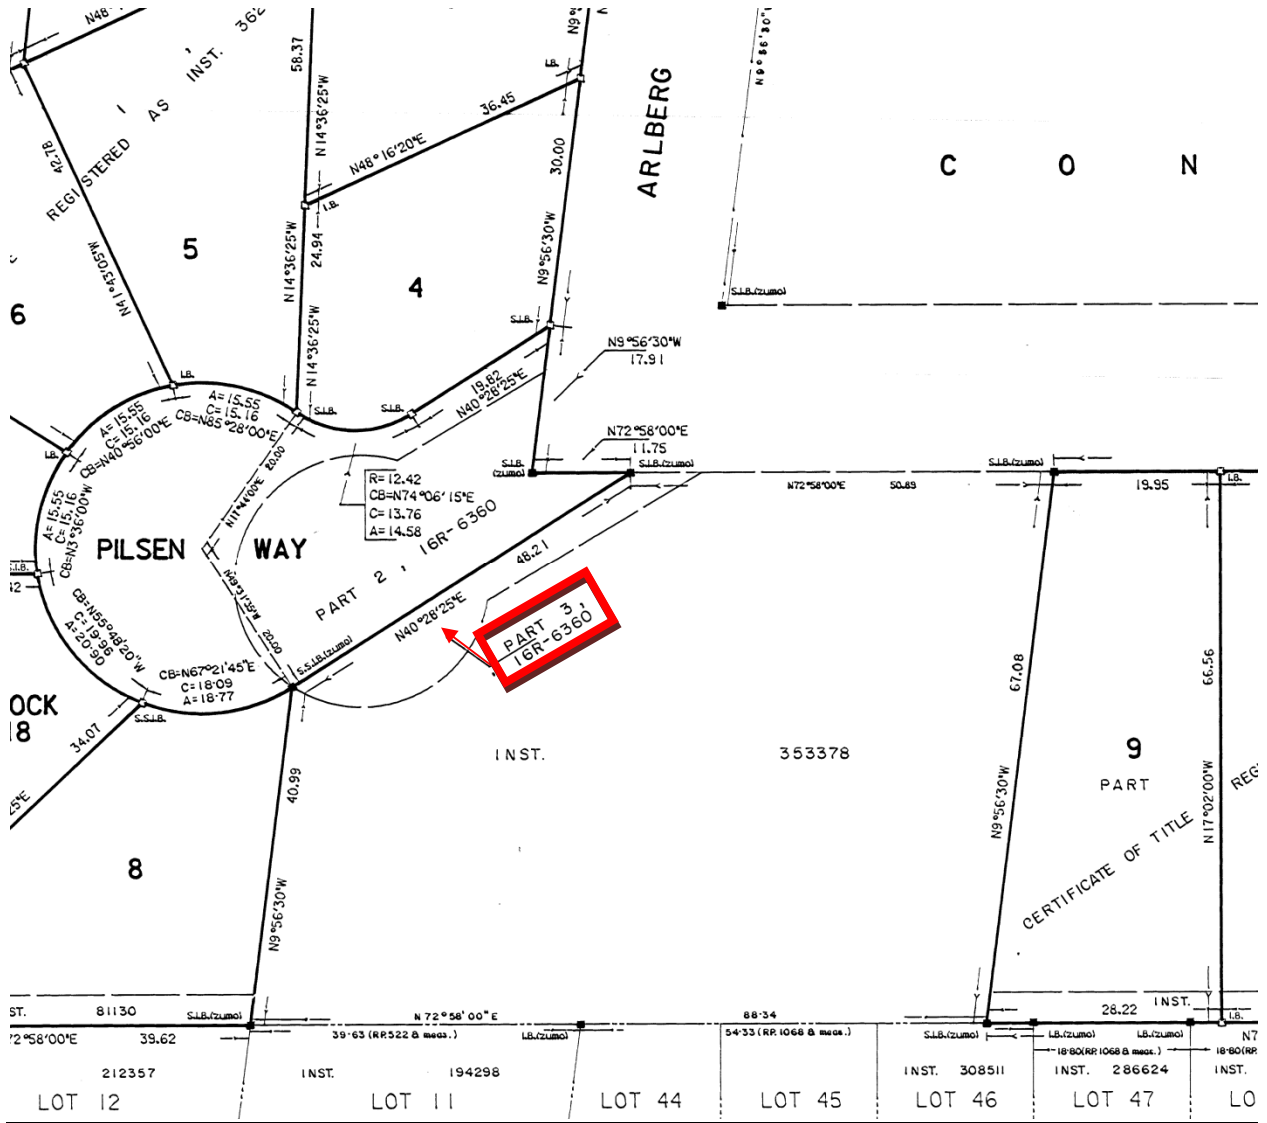 N48°
I, AS INST. 362
REGISTERED
58.37
N14°36'25"W
I.B.
N9°
ARLBERG
N9°56'30"W
C O N
36.45
N48°16'20"E
30.00
N9°56'30"W
42.78
N41°43'05"W
5
I.B.
N14°36'25"W
24.94
4
6
S.I.B.
S.I.B.(zumo)
N14°36'25"W
N9°56'30"W
17.91
I.B.
19.82
N40°28'25"E
S.I.B.
S.I.B.
A=15.55
C=15.16
CB=N85°28'00"E
A=15.55
C=15.16
CB=N40°56'00"E
I.B.
20.00
N17°44'00"E
N72°58'00"E
11.75
S.I.B.
(zumo)
S.I.B.(zumo)
S.I.B.(zumo)
N72°58'00"E
50.89
19.95
I.B.
R=12.42
CB=N74°06'15"E
C=13.76
A=14.58
A=15.55
C=15.16
CB=N3°36'00"W
S.I.B.
42
PILSEN WAY
PART 2, 16R-6360
48.21
N40°28'25"E
PART 3,
16R-6360
N49°31'35"W
20.00
S.S.I.B.(zumo)
CB=N55°48'20"W
C=19.96
A=20.90
CB=N67°21'45"E
C=18.09
A=18.77
S.S.I.B.
OCK
18
34.07
25"E
67.08
66.56
INST. 353378
9
PART
REG
40.99
N9°56'30"W
N17°02'00"W
CERTIFICATE OF TITLE
8
N9°56'30"W
ST. 81130
S.I.B.(zumo)
N72°58'00"E
88.34
28.22
INST.
I.B.
72°58'00"E 39.62
39.63 (RP.522 & meas.)
I.B.(zumo)
54.33 (RP.1068 & meas.)
S.I.B.(zumo)
I.B.(zumo)
I.B.(zumo)
N7
18.80(RP.1068 & meas.)
18.80(RP.
212357
INST. 194298
INST. 308511
INST. 286624
INST.
LOT 12
LOT 11
LOT 44
LOT 45
LOT 46
LOT 47
LO